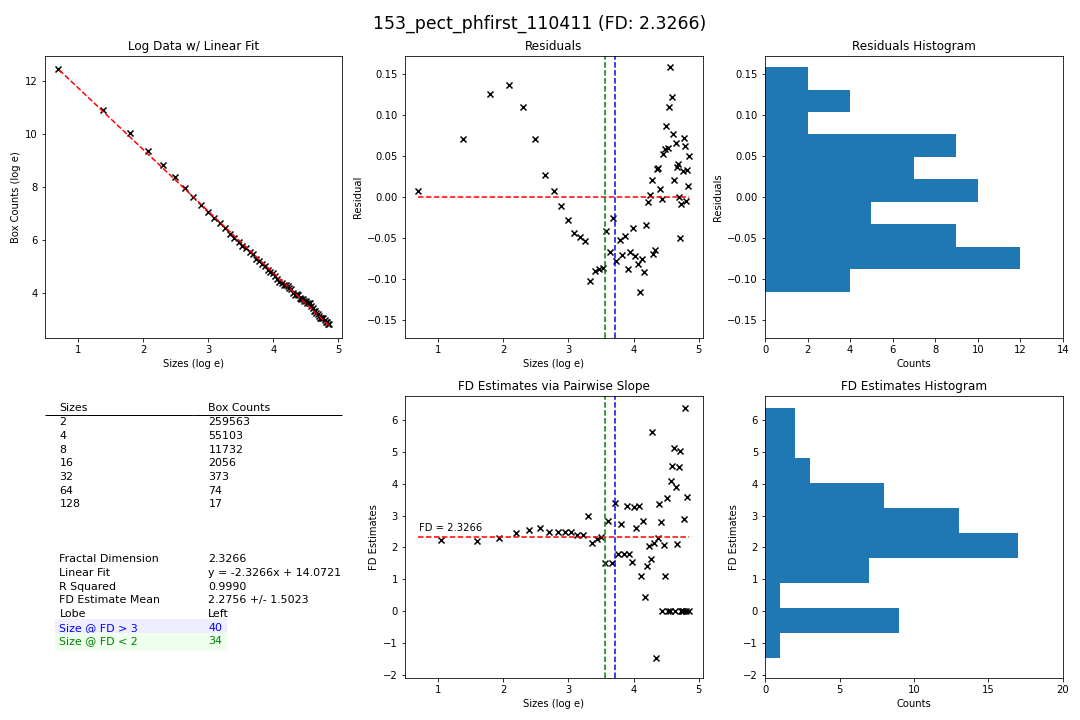 153_pect_phfirst_110411 (FD: 2.3266)
Log Data w/ Linear Fit
Box Counts (log e)
12
10
8
6
4
1 2 3 4 5
Sizes (log e)
Residuals
Residual
0.15
0.10
0.05
0.00
−0.05
−0.10
−0.15
1 2 3 4 5
Sizes (log e)
Residuals Histogram
Residuals
0.15
0.10
0.05
0.00
−0.05
−0.10
−0.15
0 2 4 6 8 10 12 14
Counts
Sizes Box Counts
2 259563
4 55103
8 11732
16 2056
32 373
64 74
128 17
Fractal Dimension 2.3266
Linear Fit y = -2.3266x + 14.0721
R Squared 0.9990
FD Estimate Mean 2.2756 +/- 1.5023
Lobe Left
Size @ FD > 3 40
Size @ FD < 2 34
FD Estimates via Pairwise Slope
FD Estimates
6
5
4
3
2
1
0
−1
−2
FD = 2.3266
1 2 3 4 5
Sizes (log e)
FD Estimates Histogram
FD Estimates
6
5
4
3
2
1
0
−1
−2
0 5 10 15 20
Counts